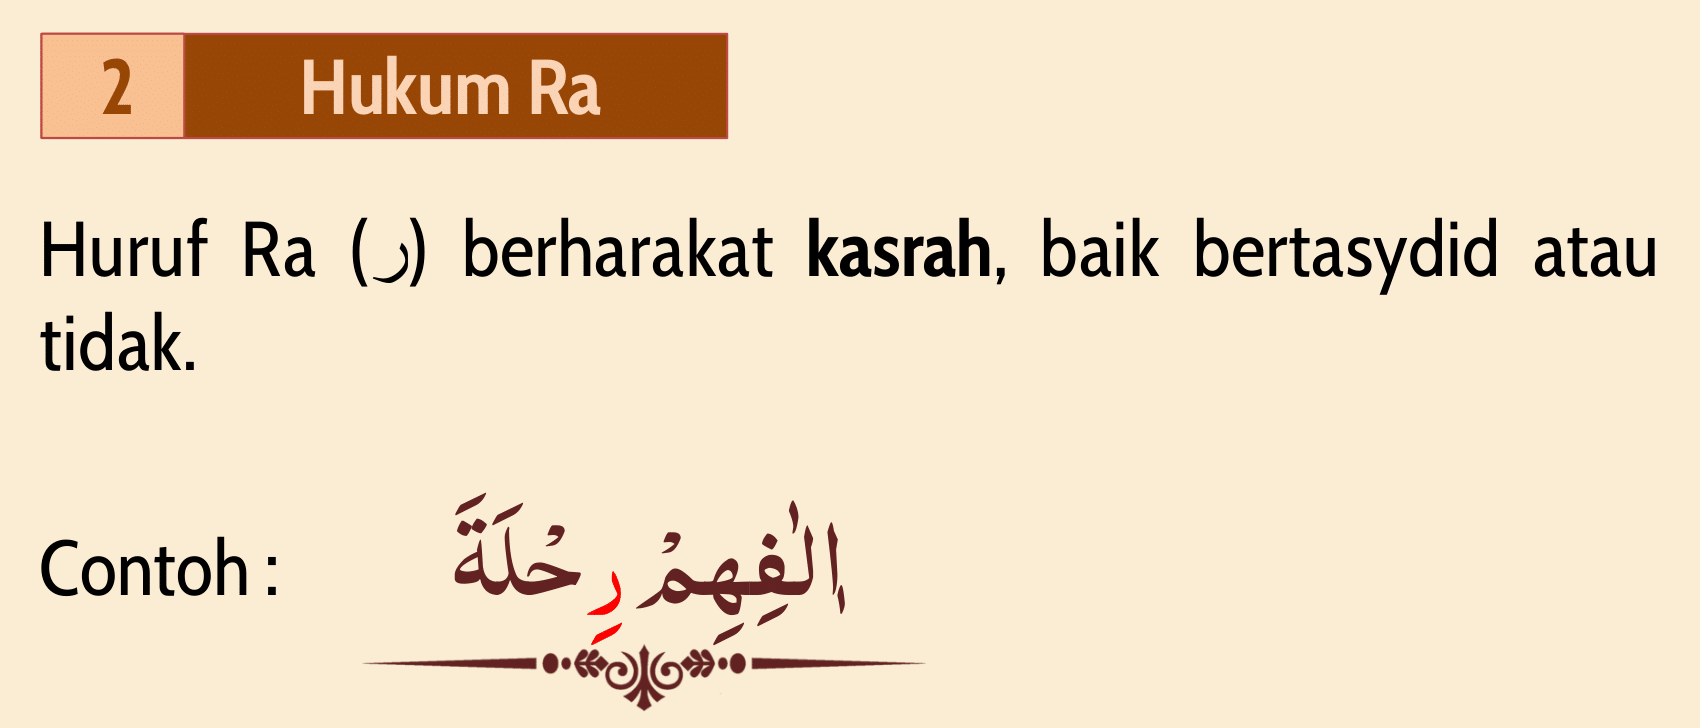 2 Hukum Ra
Huruf Ra (ر) berharakat kasrah, baik bertasydid atau
tidak.
Contoh : اٖلٰفِهِمْ رِحْلَةَ